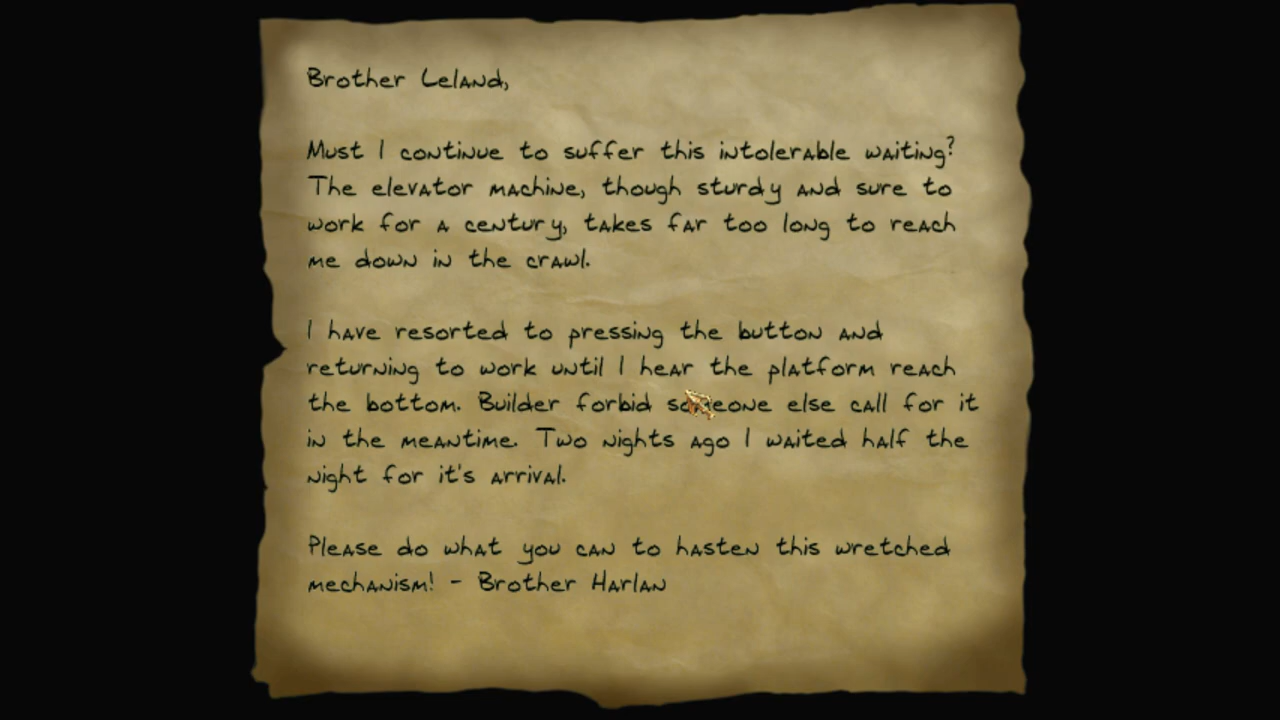 Brother Leland,
Must I continue to suffer this intolerable waiting?
The elevator machine, though sturdy and sure to
work for a century, takes far too long to reach
me down in the crawl.
I have resorted to pressing the button and
returning to work until I hear the platform reach
the bottom. Builder forbid someone else call for it
in the meantime. Two nights ago I waited half the
night for it's arrival.
Please do what you can to hasten this wretched
mechanism! - Brother Harlan